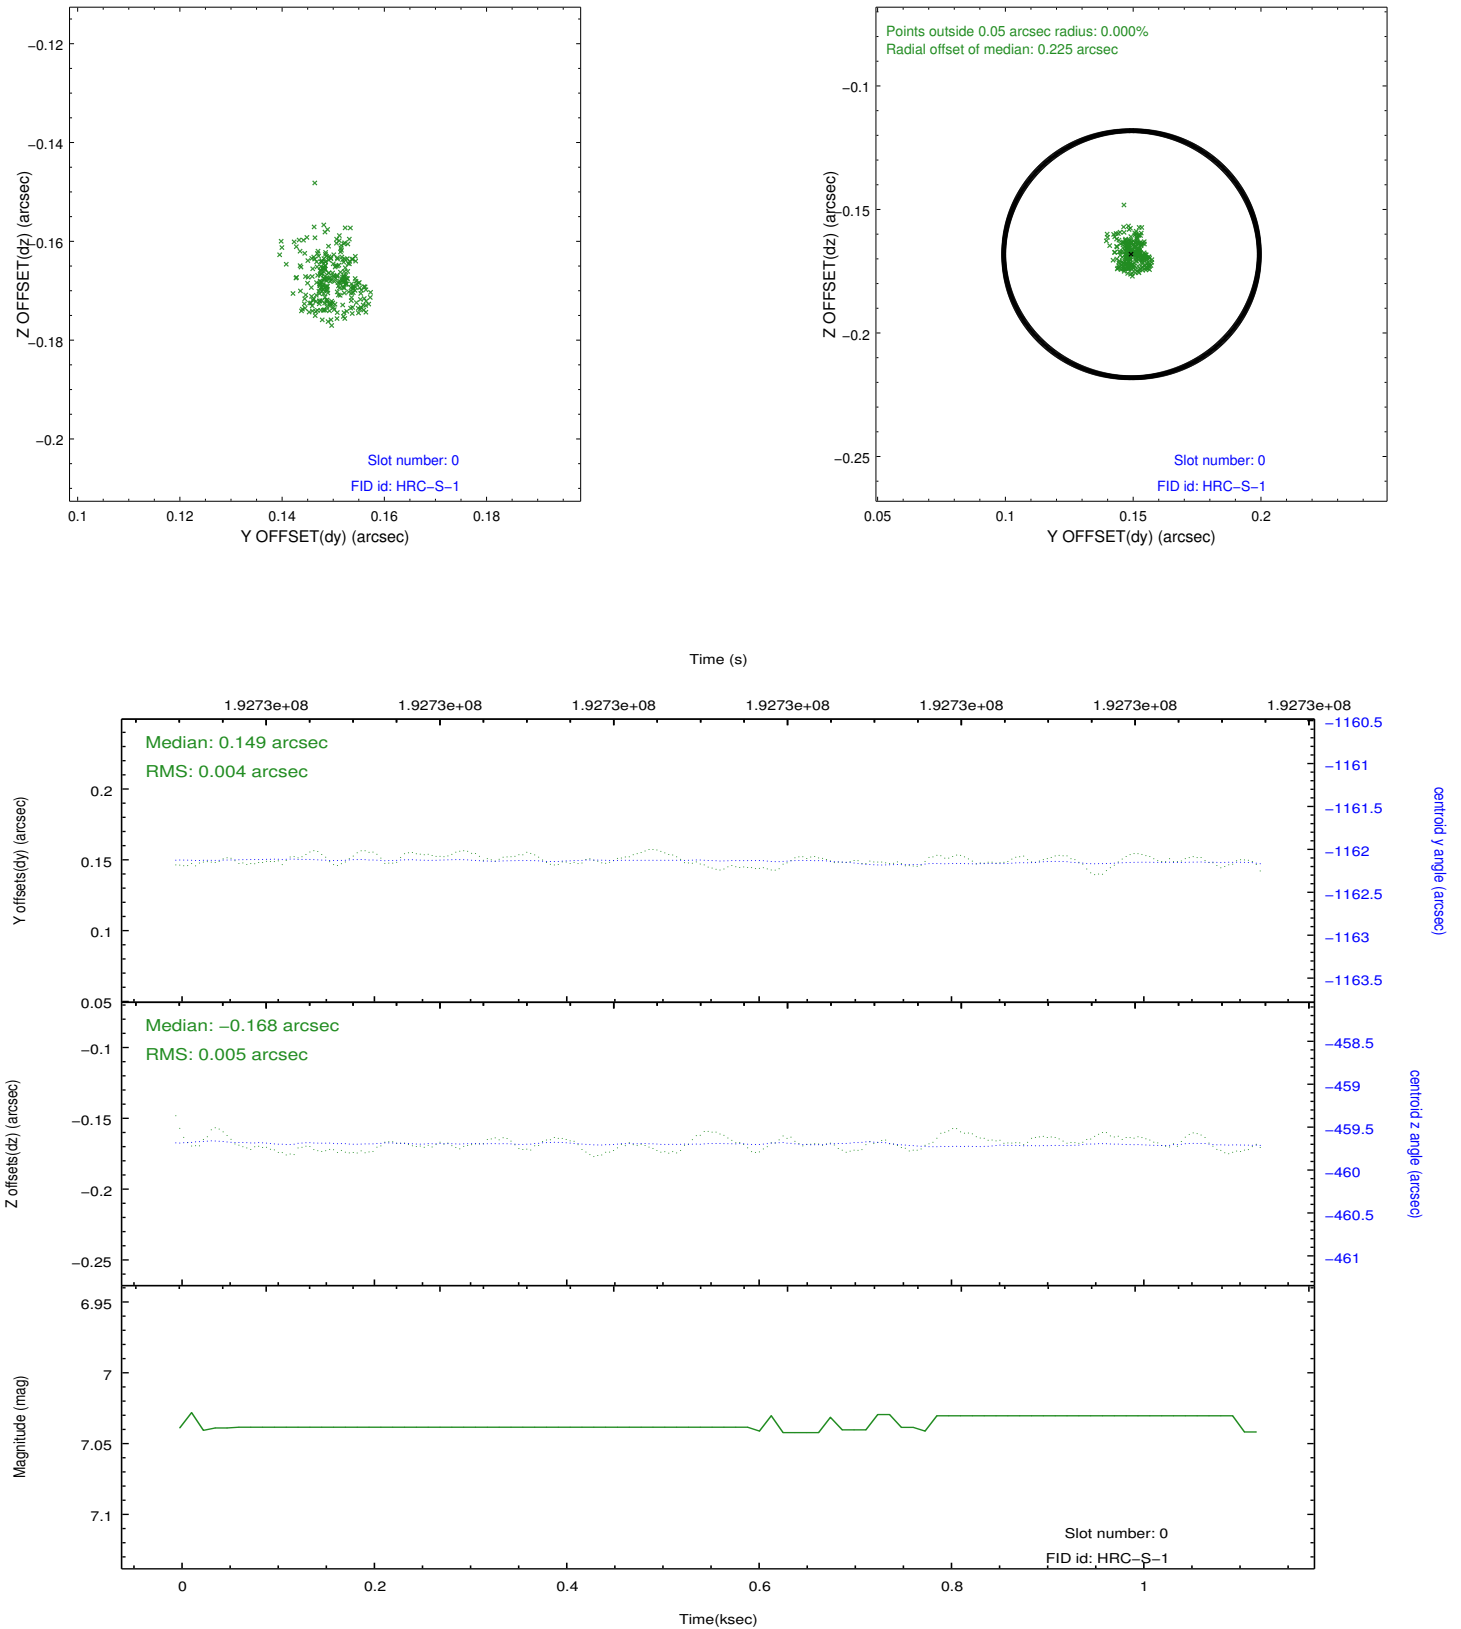 −0.12
−0.14
−0.16
−0.18
−0.2
Z OFFSET(dz) (arcsec)
Slot number: 0
FID id: HRC−S−1
0.1 0.12 0.14 0.16 0.18
Y OFFSET(dy) (arcsec)
Points outside 0.05 arcsec radius: 0.000%
Radial offset of median: 0.225 arcsec
−0.1
−0.15
−0.2
−0.25
Z OFFSET(dz) (arcsec)
Slot number: 0
FID id: HRC−S−1
0.05 0.1 0.15 0.2
Y OFFSET(dy) (arcsec)
Time (s)
1.9273e+08 1.9273e+08 1.9273e+08 1.9273e+08 1.9273e+08 1.9273e+08 1.9273e+08
Median: 0.149 arcsec
RMS: 0.004 arcsec
0.2
0.15
0.1
0.05
Y offsets(dy) (arcsec)
−1160.5
−1161
−1161.5
−1162
−1162.5
−1163
−1163.5
centroid y angle (arcsec)
Median: −0.168 arcsec
RMS: 0.005 arcsec
−0.1
−0.15
−0.2
−0.25
Z offsets(dz) (arcsec)
−458.5
−459
−459.5
−460
−460.5
−461
centroid z angle (arcsec)
6.95
7
7.05
7.1
Magnitude (mag)
Slot number: 0
FID id: HRC−S−1
0 0.2 0.4 0.6 0.8 1
Time(ksec)